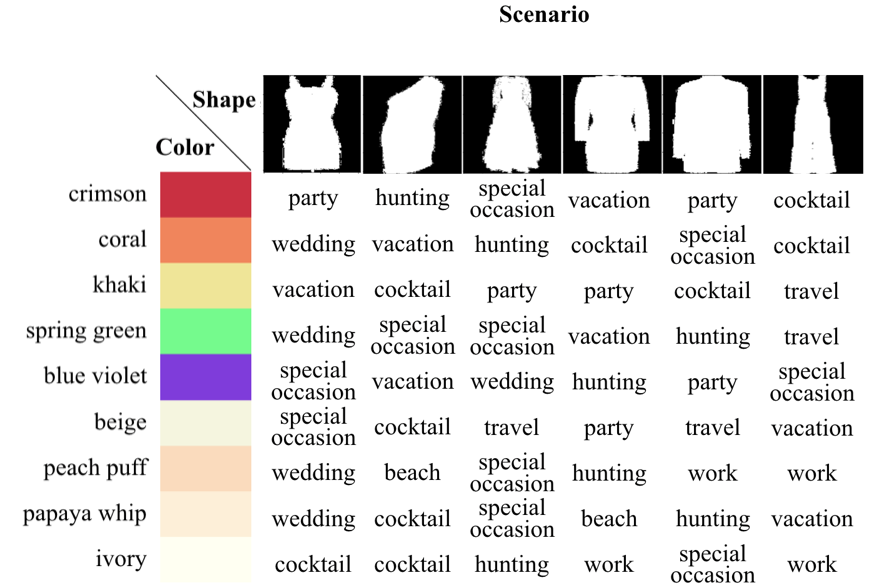 Scenario
Shape
Color
crimson party hunting special occasion vacation party cocktail
coral wedding vacation hunting cocktail special occasion cocktail
khaki vacation cocktail party party cocktail travel
spring green wedding special occasion special occasion vacation hunting travel
blue violet special occasion vacation wedding hunting party special occasion
beige special occasion cocktail travel party travel vacation
peach puff wedding beach special occasion hunting work work
papaya whip wedding cocktail special occasion beach hunting vacation
ivory cocktail cocktail hunting work special occasion work